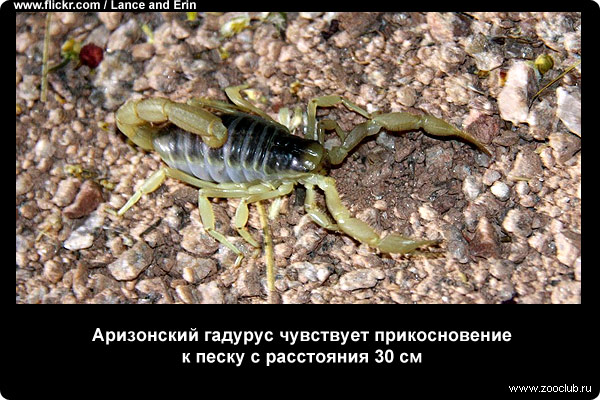 www.flickr.com / Lance and Erin
Аризонский гадурус чувствует прикосновение
к песку с расстояния 30 см
www.zooclub.ru